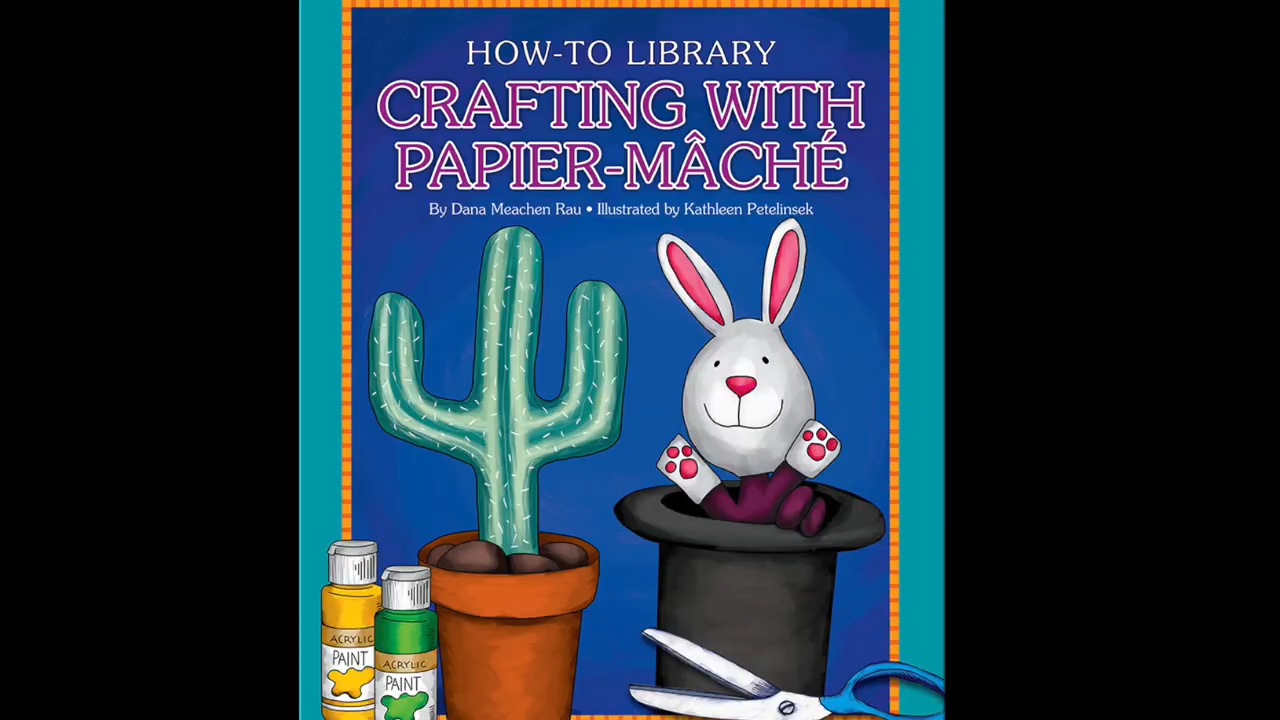 HOW-TO LIBRARY
CRAFTING WITH
PAPIER-MÂCHÉ
By Dana Meachen Rau • Illustrated by Kathleen Petelinsek
ACRYLIC
PAINT
ACRYLIC
PAINT